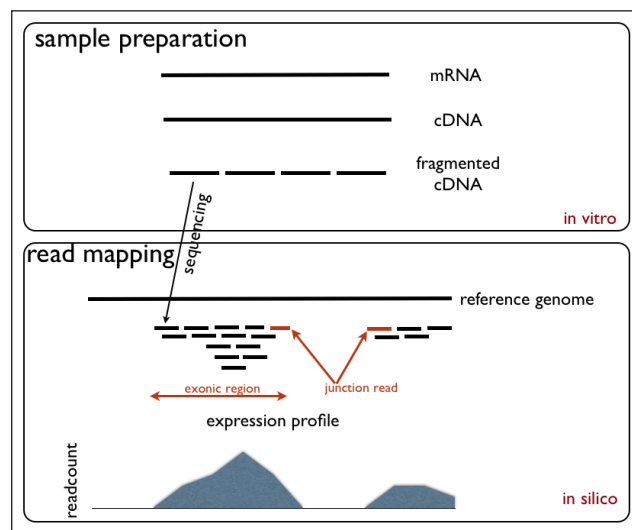 sample preparation
mRNA
cDNA
fragmented
cDNA
in vitro
sequencing
read mapping
reference genome
exonic region
junction read
expression profile
readcount
in silico